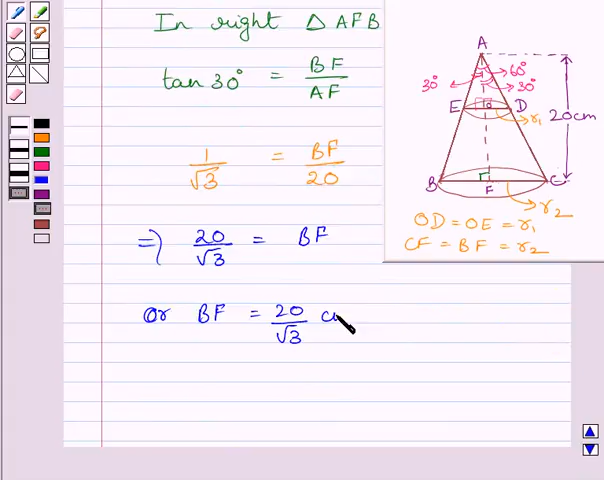 In right △ AFB
tan 30° = BF/AF
1/√3 = BF/20
⇒ 20/√3 = BF
Or BF = 20/√3 c
A
30° 60° 30°
E O D r₁
20cm
B F C
r₂
OD = OE = r₁
CF = BF = r₂